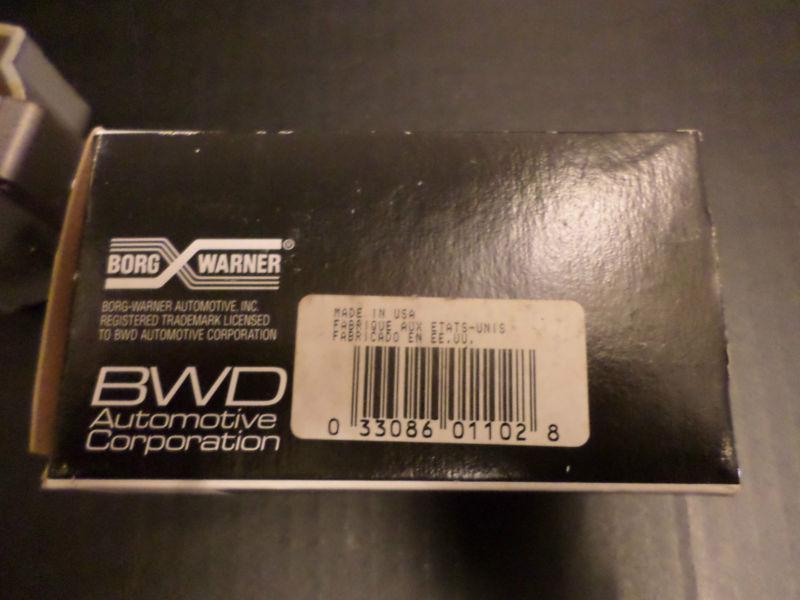 BORG WARNER®
BORG-WARNER AUTOMOTIVE, INC.
REGISTERED TRADEMARK LICENSED
TO BWD AUTOMOTIVE CORPORATION
BWD
Automotive
Corporation
MADE IN USA
FABRIQUE AUX ETATS-UNIS
FABRICADO EN EE.UU.
0 33086 01102 8